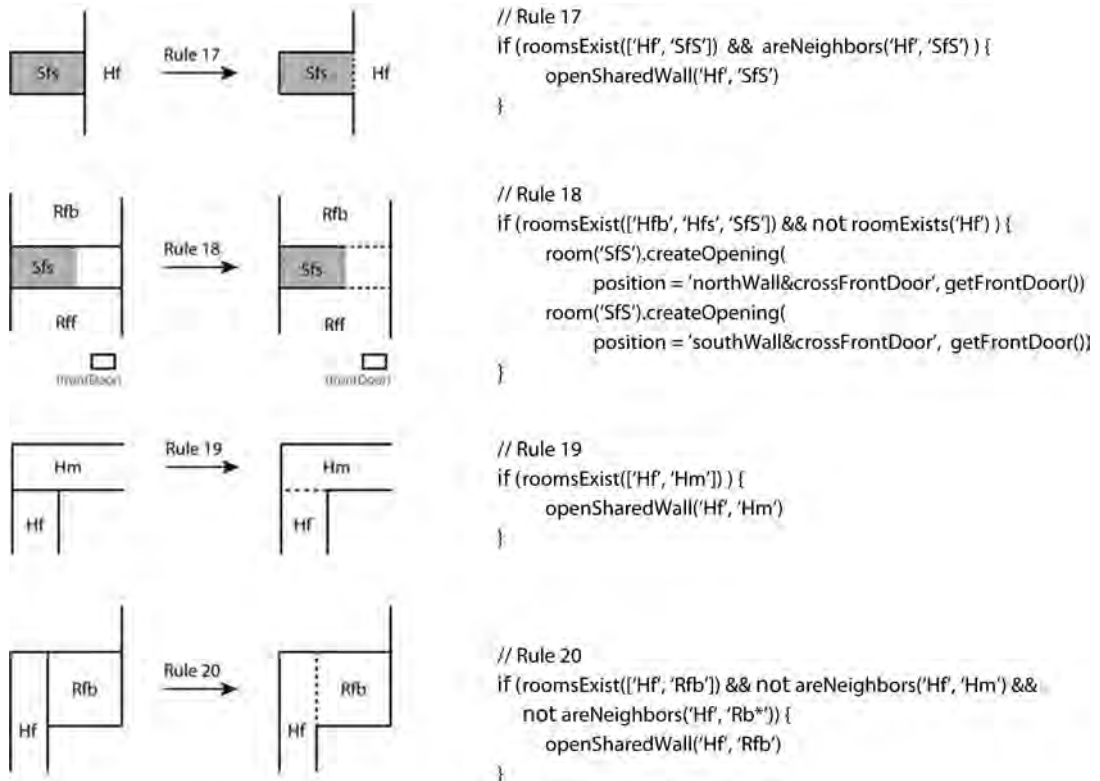 Sfs
Hf
Rule 17
Sfs
Hf
// Rule 17
if (roomsExist(['Hf', 'SfS']) && areNeighbors('Hf', 'SfS') ) {
openSharedWall('Hf', 'SfS')
}
Rfb
Sfs
Rff
(frontDoor)
Rule 18
Rfb
Sfs
Rff
(frontDoor)
// Rule 18
if (roomsExist(['Hfb', 'Hfs', 'SfS']) && not roomExists('Hf') ) {
room('SfS').createOpening(
position = 'northWall&crossFrontDoor', getFrontDoor())
room('SfS').createOpening(
position = 'southWall&crossFrontDoor', getFrontDoor())
}
Hm
Hf
Rule 19
Hm
Hf
// Rule 19
if (roomsExist(['Hf', 'Hm']) ) {
openSharedWall('Hf', 'Hm')
}
Rfb
Hf
Rule 20
Rfb
Hf
// Rule 20
if (roomsExist(['Hf', 'Rfb']) && not areNeighbors('Hf', 'Hm') &&
not areNeighbors('Hf', 'Rb*')) {
openSharedWall('Hf', 'Rfb')
}